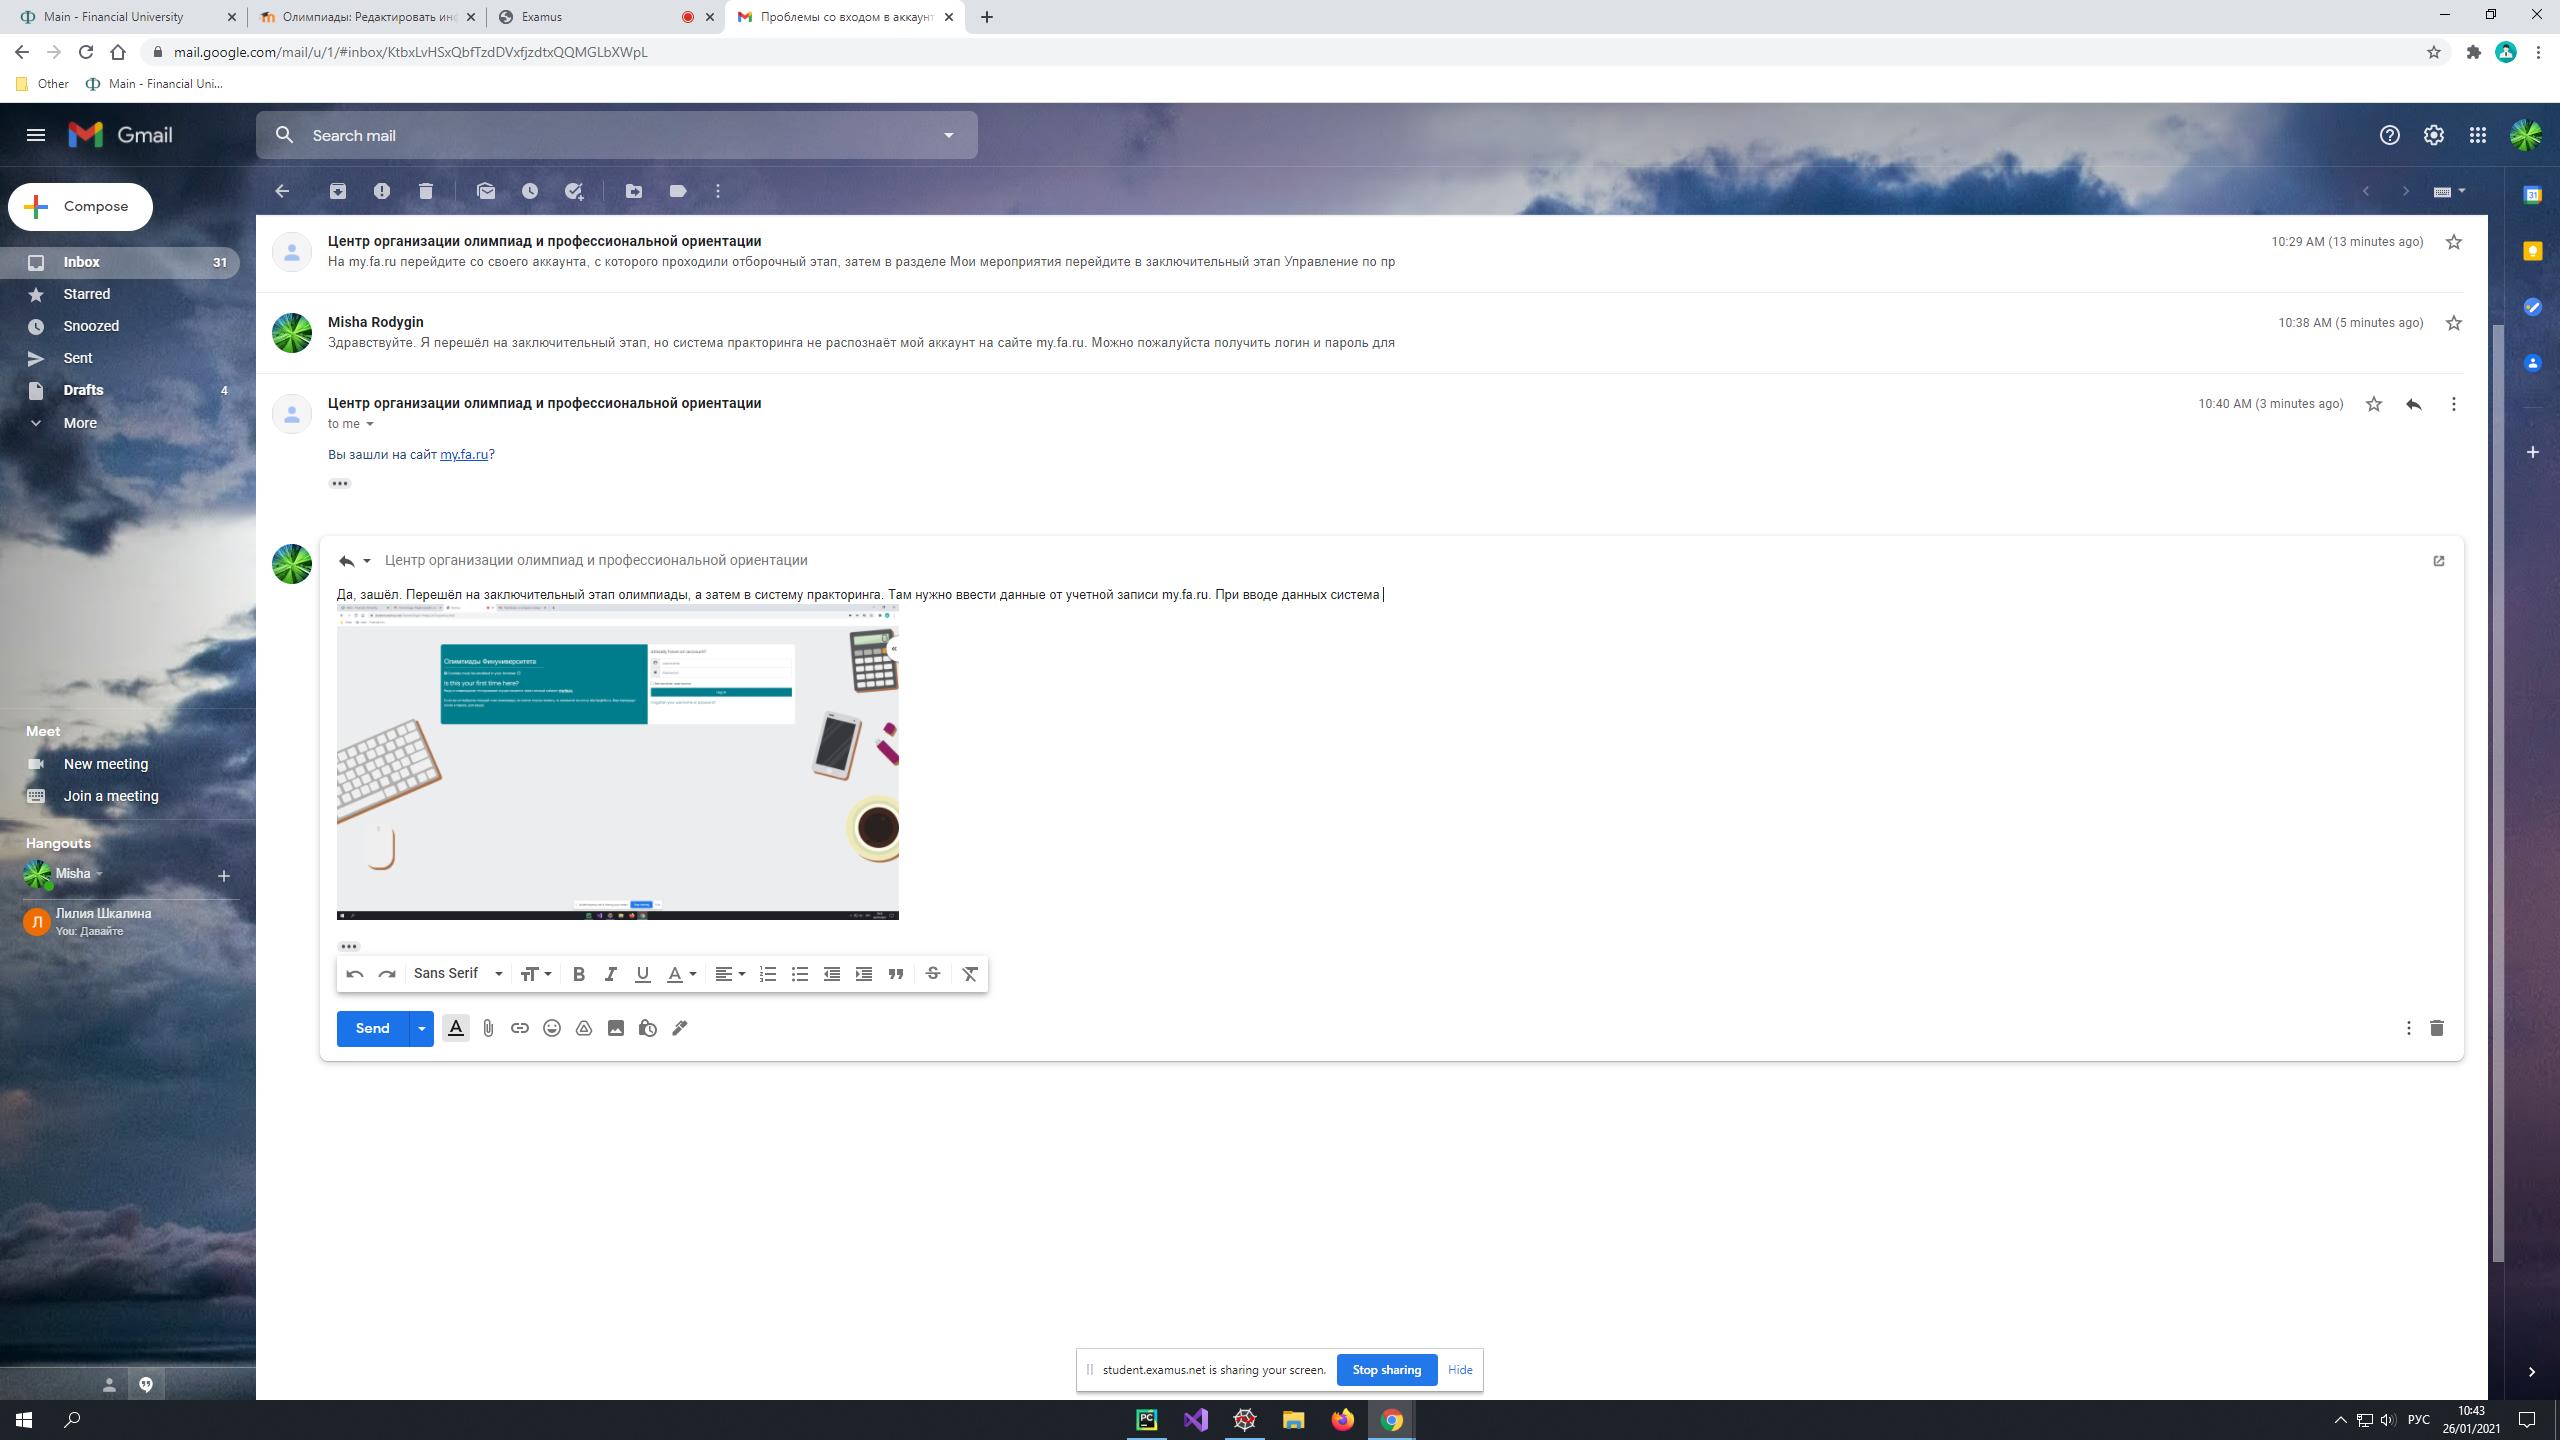 Main - Financial University
Олимпиады: Редактировать ин
Examus
Проблемы со входом в аккаунт
mail.google.com/mail/u/1/#inbox/KtbxLvHSxQbfTzdDVxfjzdtxQQMGLbXWpL
Other
Main - Financial Uni...
Gmail
Search mail
Compose
Inbox 31
Starred
Snoozed
Sent
Drafts 4
More
Центр организации олимпиад и профессиональной ориентации
10:29 AM (13 minutes ago)
На my.fa.ru перейдите со своего аккаунта, с которого проходили отборочный этап, затем в разделе Мои мероприятия перейдите в заключительный этап Управление по пр
Misha Rodygin
10:38 AM (5 minutes ago)
Здравствуйте. Я перешёл на заключительный этап, но система практоринга не распознаёт мой аккаунт на сайте my.fa.ru. Можно пожалуйста получить логин и пароль для
Центр организации олимпиад и профессиональной ориентации
10:40 AM (3 minutes ago)
to me
Вы зашли на сайт my.fa.ru?
Центр организации олимпиад и профессиональной ориентации
Да, зашёл. Перешёл на заключительный этап олимпиады, а затем в систему практоринга. Там нужно ввести данные от учетной записи my.fa.ru. При вводе данных система
Олимпиады Финуниверситета
Is this your first time here?
Already have an account?
Log in
Sans Serif
Send
Meet
New meeting
Join a meeting
Hangouts
Misha
Л
Лилия Шкалина
You: Давайте
student.examus.net is sharing your screen.
Stop sharing
Hide
РУС
10:43
26/01/2021